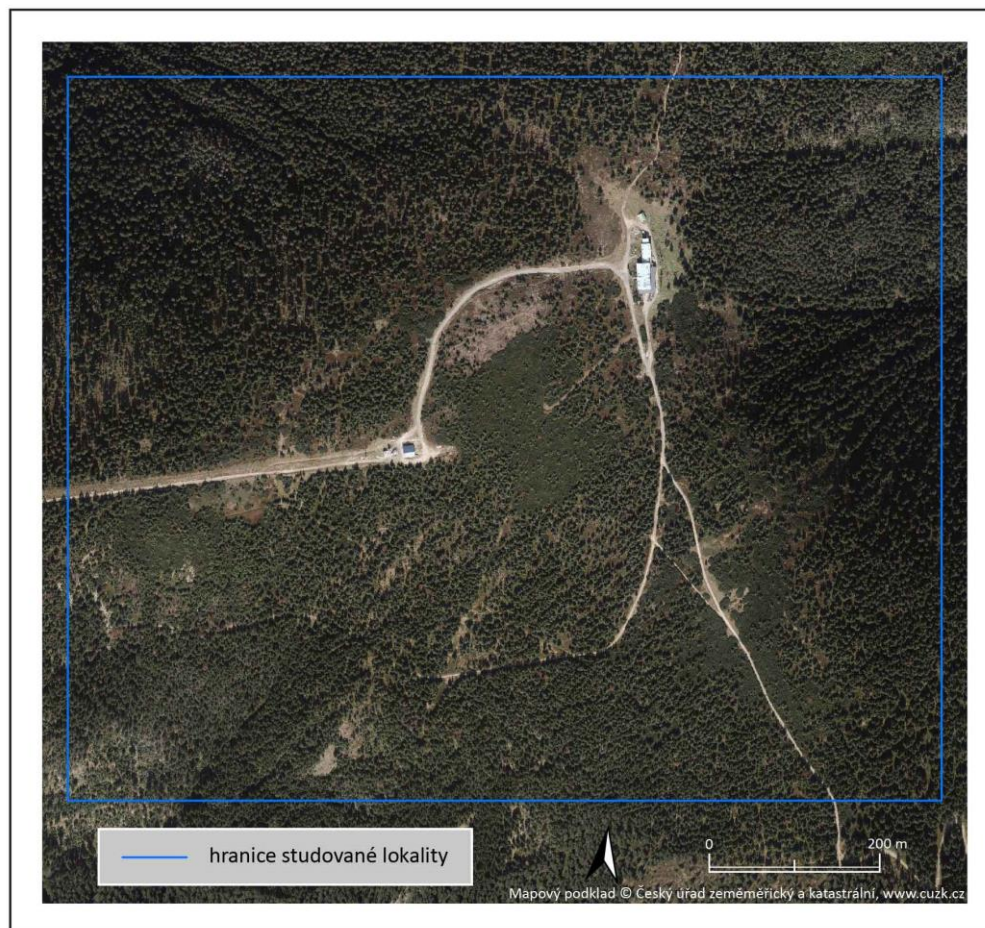 hranice studované lokality
0 200 m
Mapový podklad © Český úřad zeměměřický a katastrální, www.cuzk.cz